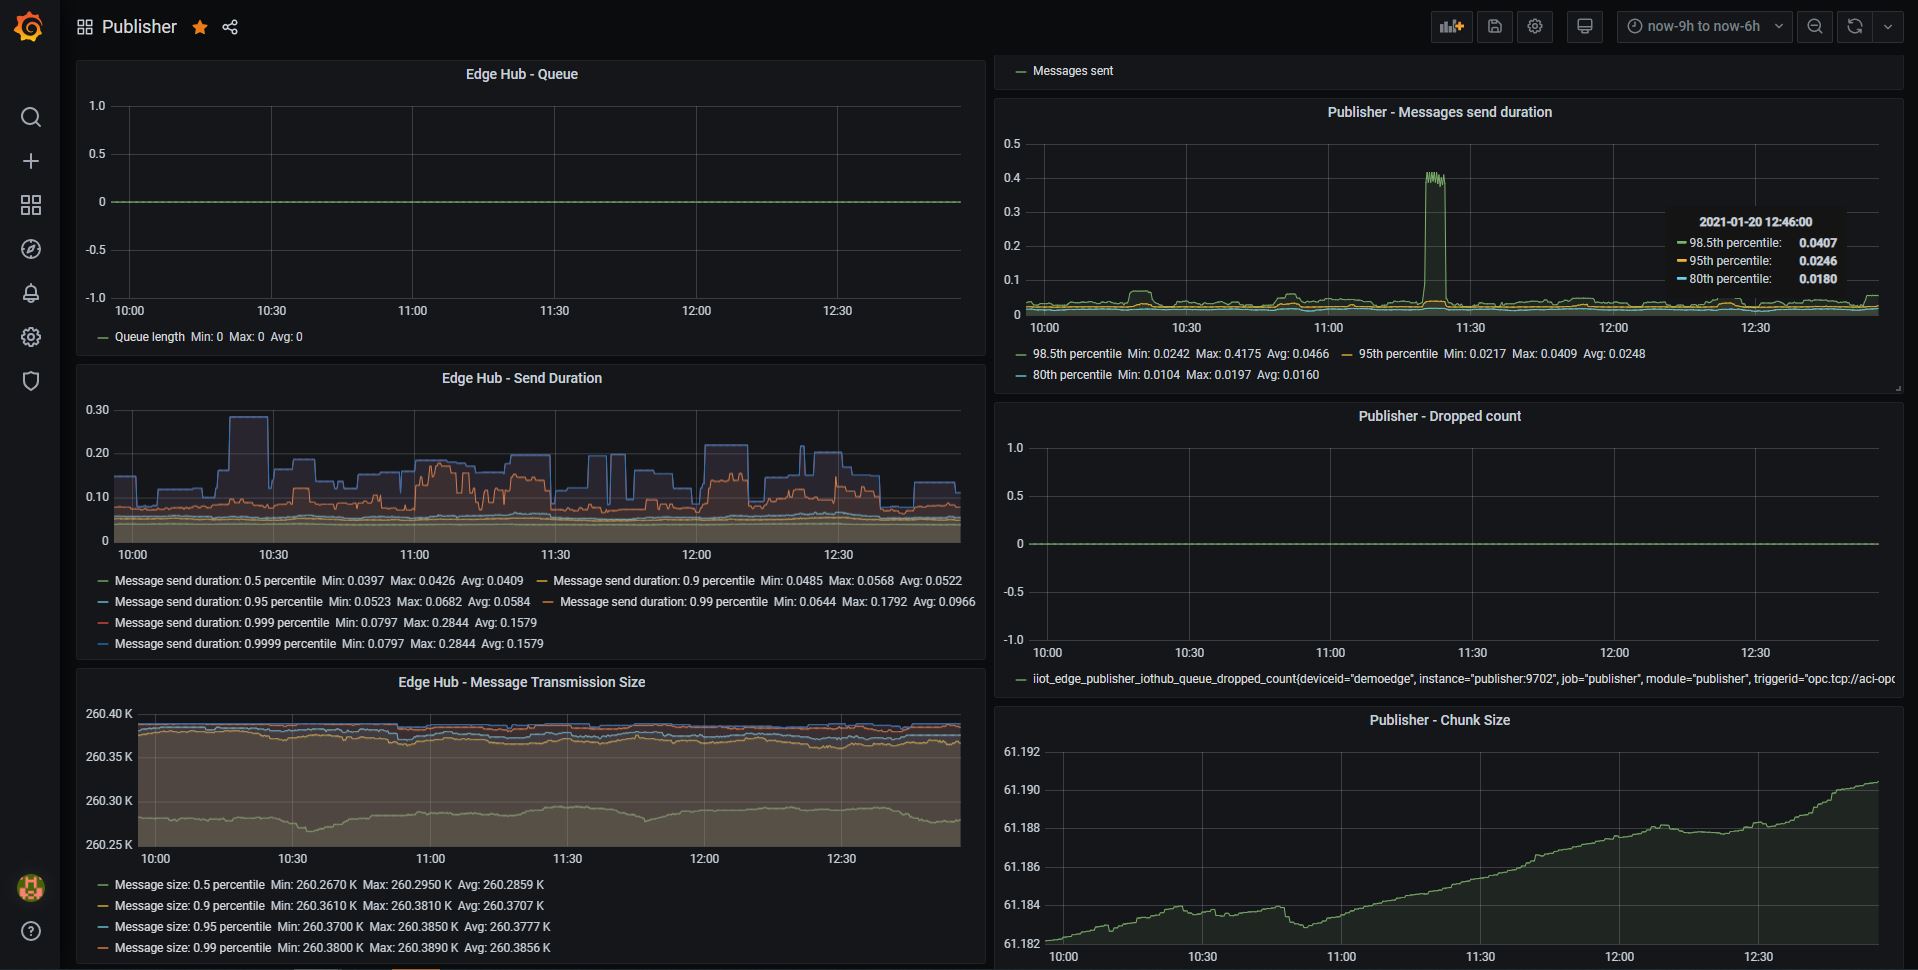 Publisher
now-9h to now-6h
Edge Hub - Queue
1.0
0.5
0
-0.5
-1.0
10:00 10:30 11:00 11:30 12:00 12:30
Queue length Min: 0 Max: 0 Avg: 0
Edge Hub - Send Duration
0.30
0.20
0.10
0
10:00 10:30 11:00 11:30 12:00 12:30
Message send duration: 0.5 percentile Min: 0.0397 Max: 0.0426 Avg: 0.0409 Message send duration: 0.9 percentile Min: 0.0485 Max: 0.0568 Avg: 0.0522
Message send duration: 0.95 percentile Min: 0.0523 Max: 0.0682 Avg: 0.0584 Message send duration: 0.99 percentile Min: 0.0644 Max: 0.1792 Avg: 0.0966
Message send duration: 0.999 percentile Min: 0.0797 Max: 0.2844 Avg: 0.1579
Message send duration: 0.9999 percentile Min: 0.0797 Max: 0.2844 Avg: 0.1579
Edge Hub - Message Transmission Size
260.40 K
260.35 K
260.30 K
260.25 K
10:00 10:30 11:00 11:30 12:00 12:30
Message size: 0.5 percentile Min: 260.2670 K Max: 260.2950 K Avg: 260.2859 K
Message size: 0.9 percentile Min: 260.3610 K Max: 260.3810 K Avg: 260.3707 K
Message size: 0.95 percentile Min: 260.3700 K Max: 260.3850 K Avg: 260.3777 K
Message size: 0.99 percentile Min: 260.3800 K Max: 260.3890 K Avg: 260.3856 K
Messages sent
Publisher - Messages send duration
0.5
0.4
0.3
0.2
0.1
0
10:00 10:30 11:00 11:30 12:00 12:30
2021-01-20 12:46:00
98.5th percentile: 0.0407
95th percentile: 0.0246
80th percentile: 0.0180
98.5th percentile Min: 0.0242 Max: 0.4175 Avg: 0.0466 95th percentile Min: 0.0217 Max: 0.0409 Avg: 0.0248
80th percentile Min: 0.0104 Max: 0.0197 Avg: 0.0160
Publisher - Dropped count
1.0
0.5
0
-0.5
-1.0
10:00 10:30 11:00 11:30 12:00 12:30
iiot_edge_publisher_iothub_queue_dropped_count{deviceid="demoedge", instance="publisher:9702", job="publisher", module="publisher", triggerid="opc.tcp://aci-opc
Publisher - Chunk Size
61.192
61.190
61.188
61.186
61.184
61.182
10:00 10:30 11:00 11:30 12:00 12:30